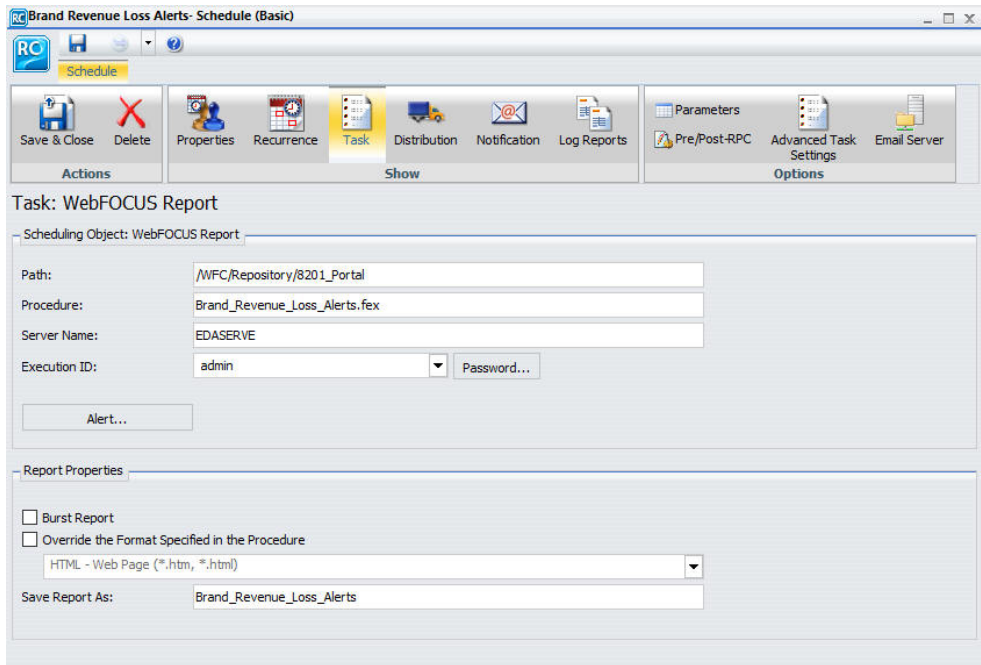 RC Brand Revenue Loss Alerts- Schedule (Basic)
RC
Schedule
Save & Close Delete Properties Recurrence Task Distribution Notification Log Reports Parameters Pre/Post-RPC Advanced Task Settings Email Server
Actions Show Options
Task: WebFOCUS Report
Scheduling Object: WebFOCUS Report
Path: /WFC/Repository/8201_Portal
Procedure: Brand_Revenue_Loss_Alerts.fex
Server Name: EDASERVE
Execution ID: admin Password...
Alert...
Report Properties
Burst Report
Override the Format Specified in the Procedure
HTML - Web Page (*.htm, *.html)
Save Report As: Brand_Revenue_Loss_Alerts